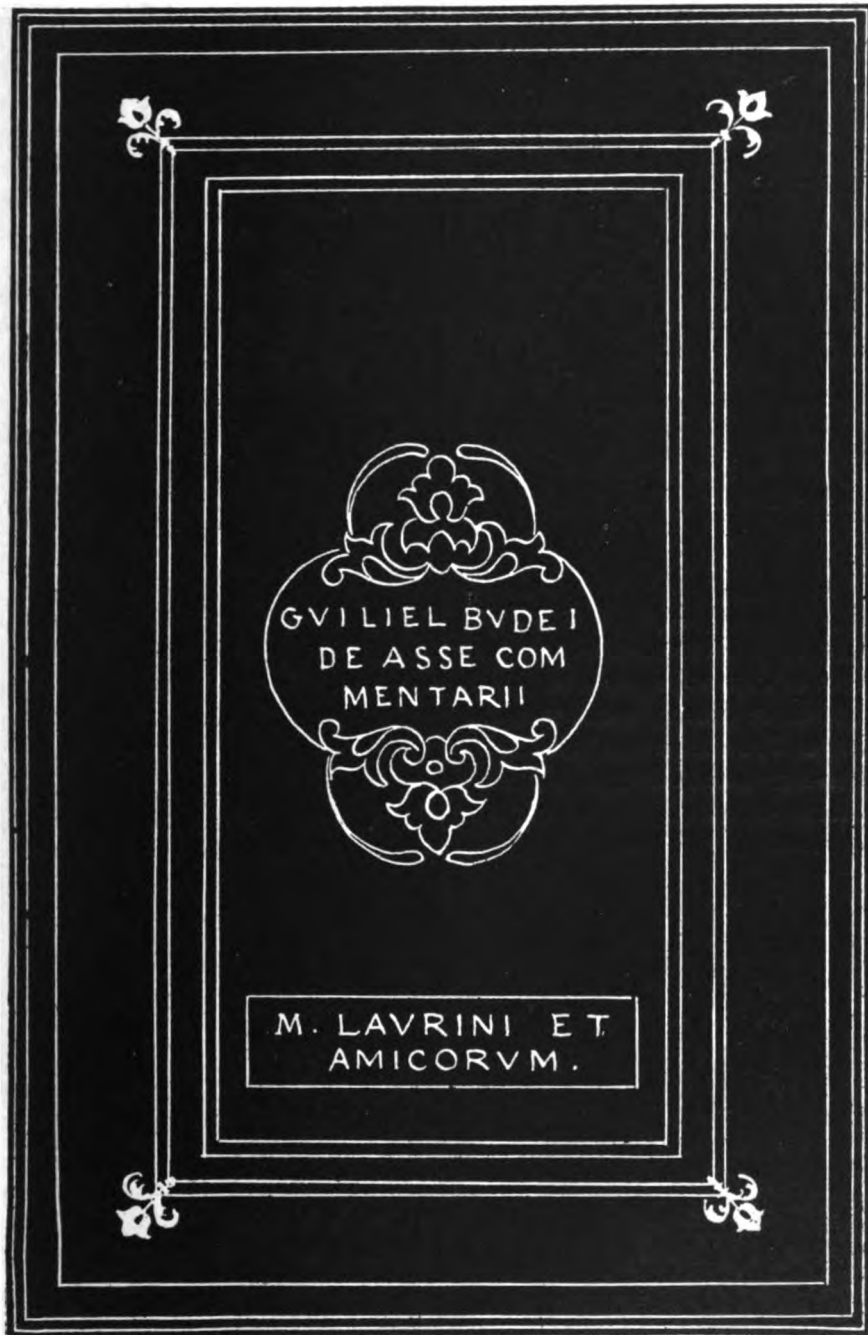 GVILIEL BVDEI
DE ASSE COM
MENTARII
M. LAVRINI ET
AMICORVM.